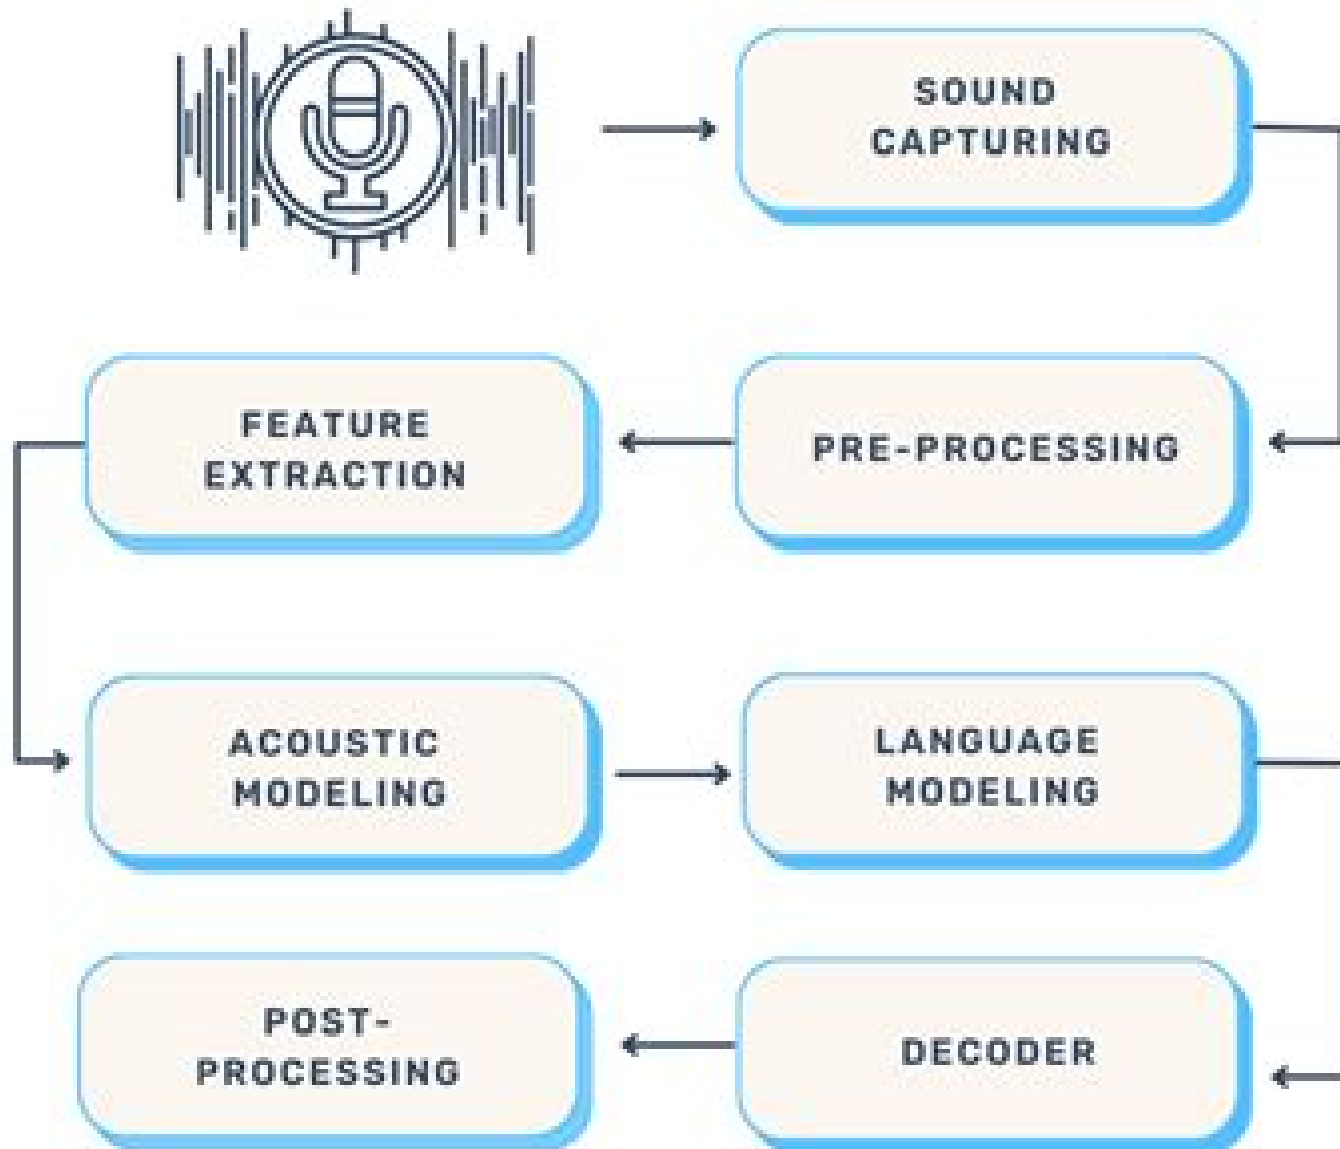 SOUND
CAPTURING
FEATURE
EXTRACTION
PRE-PROCESSING
ACOUSTIC
MODELING
LANGUAGE
MODELING
POST-
PROCESSING
DECODER